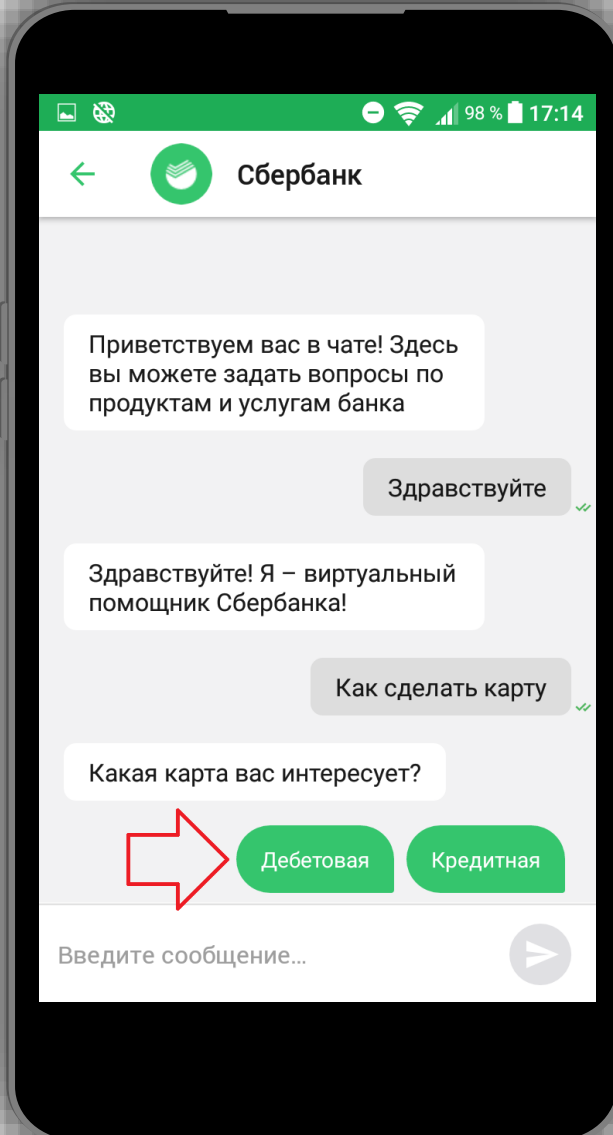 98 % 17:14
Сбербанк
Приветствуем вас в чате! Здесь
вы можете задать вопросы по
продуктам и услугам банка
Здравствуйте
Здравствуйте! Я – виртуальный
помощник Сбербанка!
Как сделать карту
Какая карта вас интересует?
Дебетовая Кредитная
Введите сообщение...